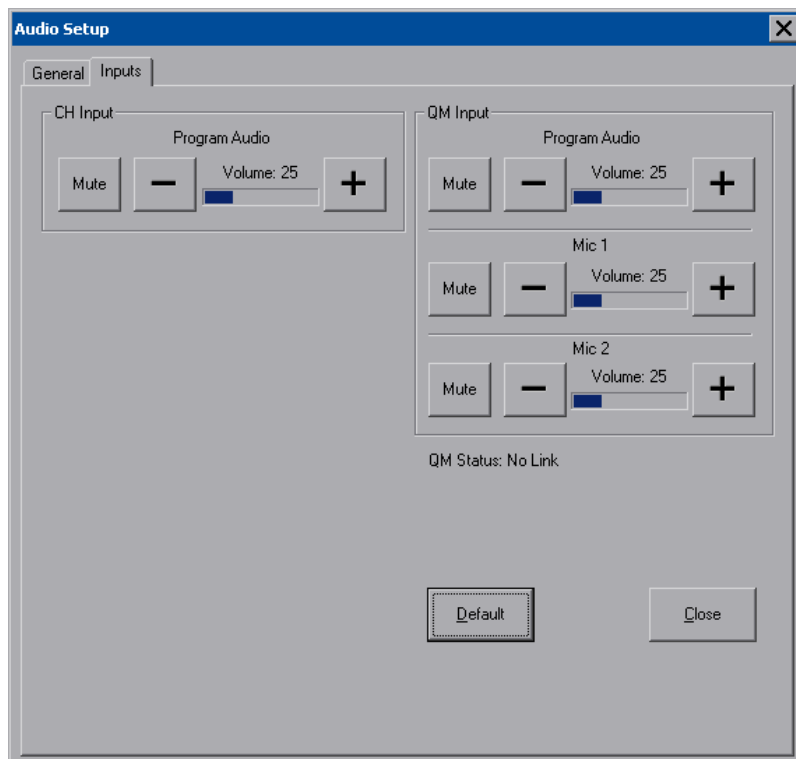 Audio Setup
General Inputs
CH Input
Program Audio
Mute
Volume: 25
QM Input
Program Audio
Mute
Volume: 25
Mic 1
Mute
Volume: 25
Mic 2
Mute
Volume: 25
QM Status: No Link
Default
Close